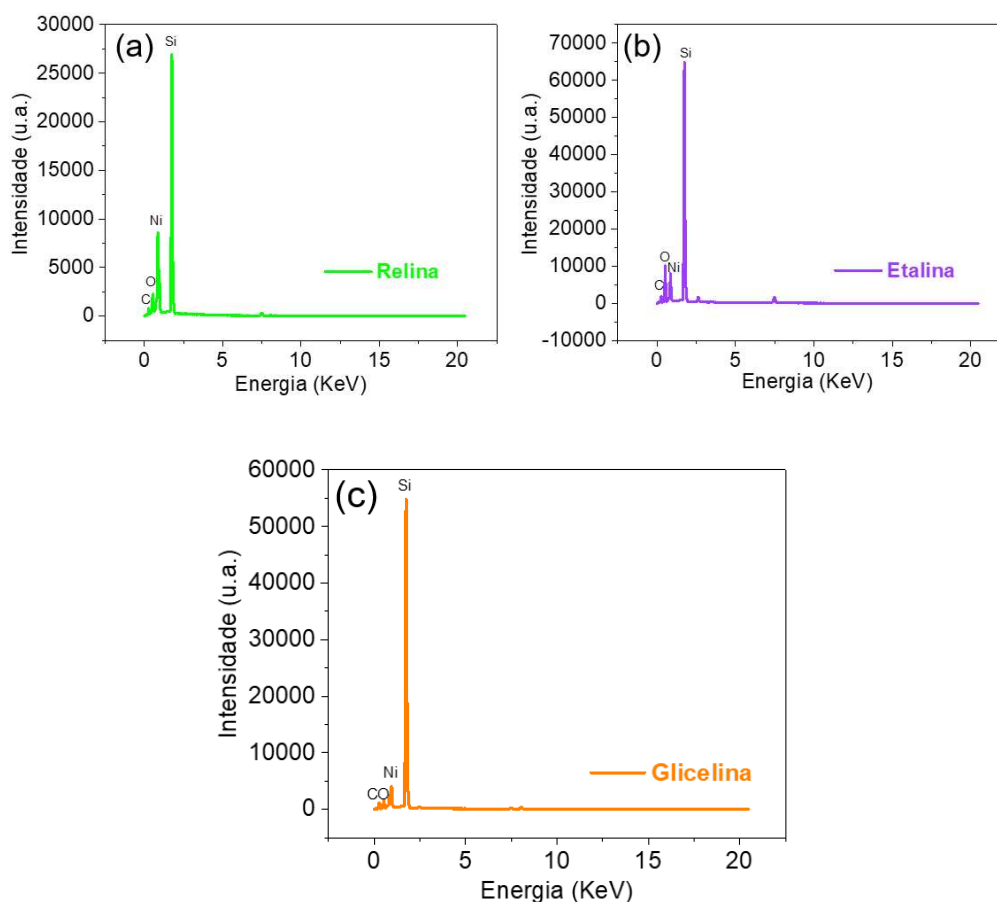 (a)
Intensidade (u.a.)
30000
25000
20000
15000
10000
5000
0
Si
Ni
O
C
Relina
0 5 10 15 20
Energia (KeV)
(b)
Intensidade (u.a.)
70000
60000
50000
40000
30000
20000
10000
0
-10000
Si
O
Ni
C
Etalina
0 5 10 15 20
Energia (KeV)
(c)
Intensidade (u.a.)
60000
50000
40000
30000
20000
10000
0
Si
Ni
CO
Glicelina
0 5 10 15 20
Energia (KeV)